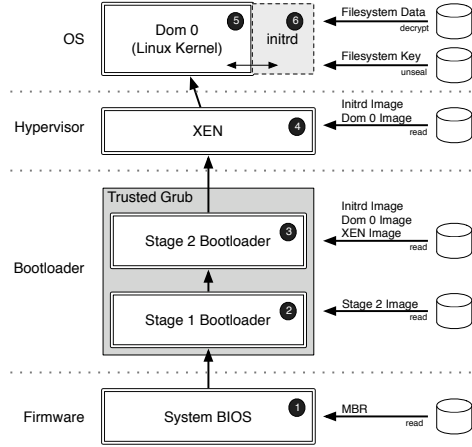 OS
Dom 0
(Linux Kernel)
5
6
initrd
Filesystem Data
decrypt
Filesystem Key
unseal
Hypervisor
XEN
4
Initrd Image
Dom 0 Image
read
Bootloader
Trusted Grub
Stage 2 Bootloader
3
Initrd Image
Dom 0 Image
XEN Image
read
Stage 1 Bootloader
2
Stage 2 Image
read
Firmware
System BIOS
1
MBR
read